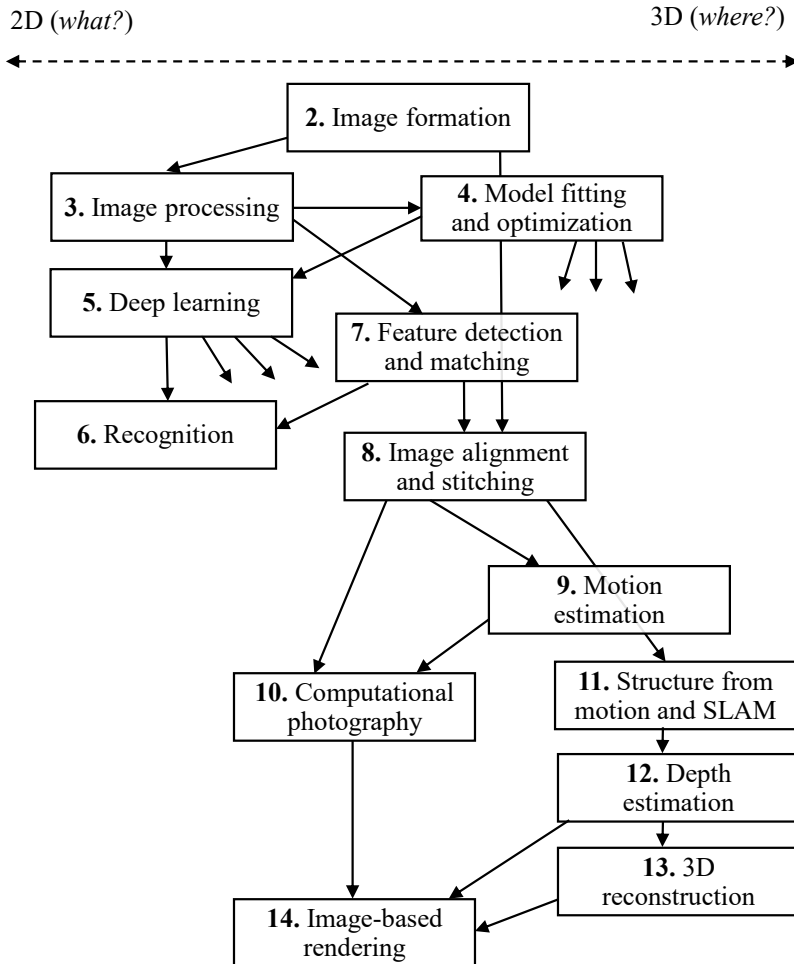 2D (what?)
3D (where?)
2. Image formation
3. Image processing
4. Model fitting
and optimization
5. Deep learning
7. Feature detection
and matching
6. Recognition
8. Image alignment
and stitching
9. Motion
estimation
10. Computational
photography
11. Structure from
motion and SLAM
12. Depth
estimation
13. 3D
reconstruction
14. Image-based
rendering